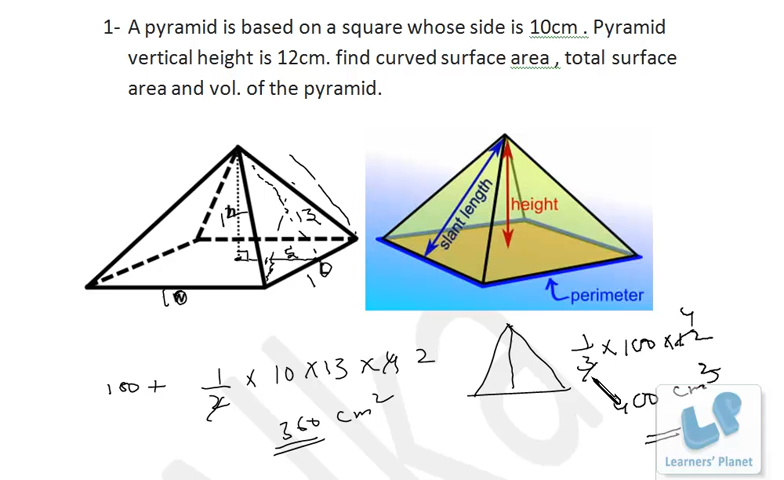 1- A pyramid is based on a square whose side is 10cm . Pyramid
vertical height is 12cm. find curved surface area , total surface
area and vol. of the pyramid.
12
13
5
10
10
slant length
height
perimeter
100 + 1/2 × 10 × 13 × 4 2
360 cm²
1/3 × 100 × 12 4
400 cm³
LP
Learners' Planet